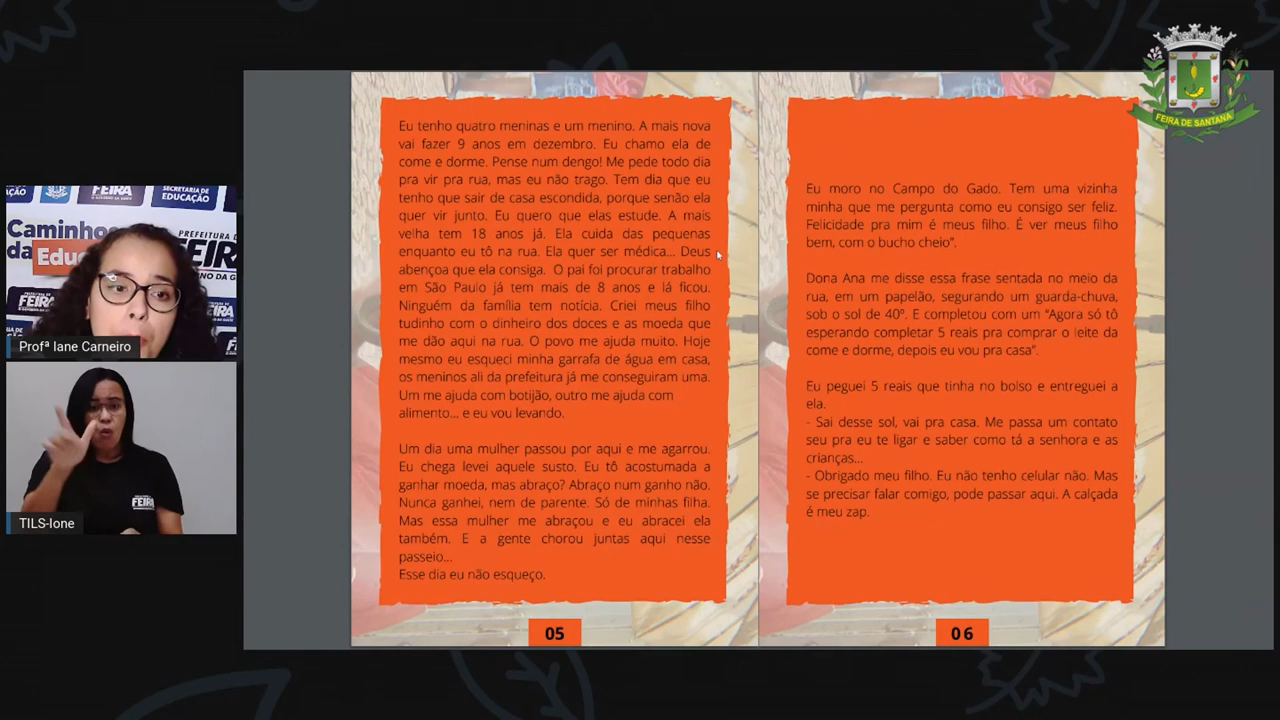 FEIRA DE SANTANA
Eu tenho quatro meninas e um menino. A mais nova
vai fazer 9 anos em dezembro. Eu chamo ela de
come e dorme. Pense num dengo! Me pede todo dia
pra vir pra rua, mas eu não trago. Tem dia que eu
tenho que sair de casa escondida, porque senão ela
quer vir junto. Eu quero que elas estude. A mais
velha tem 18 anos já. Ela cuida das pequenas
enquanto eu tô na rua. Ela quer ser médica... Deus
abençoa que ela consiga. O pai foi procurar trabalho
em São Paulo já tem mais de 8 anos e lá ficou.
Ninguém da família tem notícia. Criei meus filho
tudinho com o dinheiro dos doces e as moeda que
me dão aqui na rua. O povo me ajuda muito. Hoje
mesmo eu esqueci minha garrafa de água em casa,
os meninos ali da prefeitura já me conseguiram uma.
Um me ajuda com botijão, outro me ajuda com
alimento... e eu vou levando.
Um dia uma mulher passou por aqui e me agarrou.
Eu chega levei aquele susto. Eu tô acostumada a
ganhar moeda, mas abraço? Abraço num ganho não.
Nunca ganhei, nem de parente. Só de minhas filha.
Mas essa mulher me abraçou e eu abracei ela
também. E a gente chorou juntas aqui nesse
passeio...
Esse dia eu não esqueço.
05
Eu moro no Campo do Gado. Tem uma vizinha
minha que me pergunta como eu consigo ser feliz.
Felicidade pra mim é meus filho. É ver meus filho
bem, com o bucho cheio”.
Dona Ana me disse essa frase sentada no meio da
rua, em um papelão, segurando um guarda-chuva,
sob o sol de 40º. E completou com um “Agora só tô
esperando completar 5 reais pra comprar o leite da
come e dorme, depois eu vou pra casa”.
Eu peguei 5 reais que tinha no bolso e entreguei a
ela.
- Sai desse sol, vai pra casa. Me passa um contato
seu pra eu te ligar e saber como tá a senhora e as
crianças...
- Obrigado meu filho. Eu não tenho celular não. Mas
se precisar falar comigo, pode passar aqui. A calçada
é meu zap.
06
FEIRA
SECRETARIA DE
EDUCAÇÃO
Caminhos
da Educ
PREFEITURA
FEIRA
Profª Iane Carneiro
FEIRA
TILS-Ione